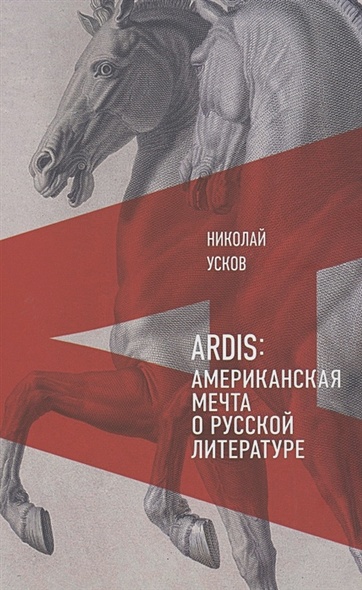 НИКОЛАЙ
УСКОВ
ARDIS:
АМЕРИКАНСКАЯ
МЕЧТА
О РУССКОЙ
ЛИТЕРАТУРЕ